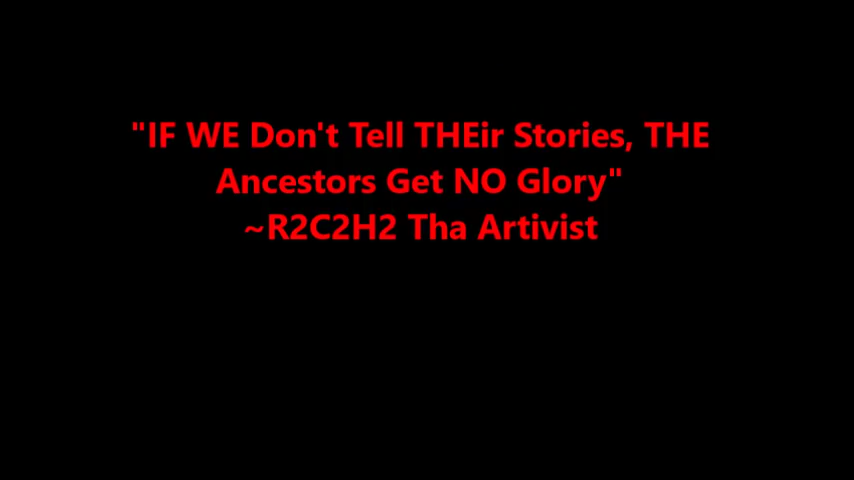 "IF WE Don't Tell THEir Stories, THE
Ancestors Get NO Glory"
~R2C2H2 Tha Artivist